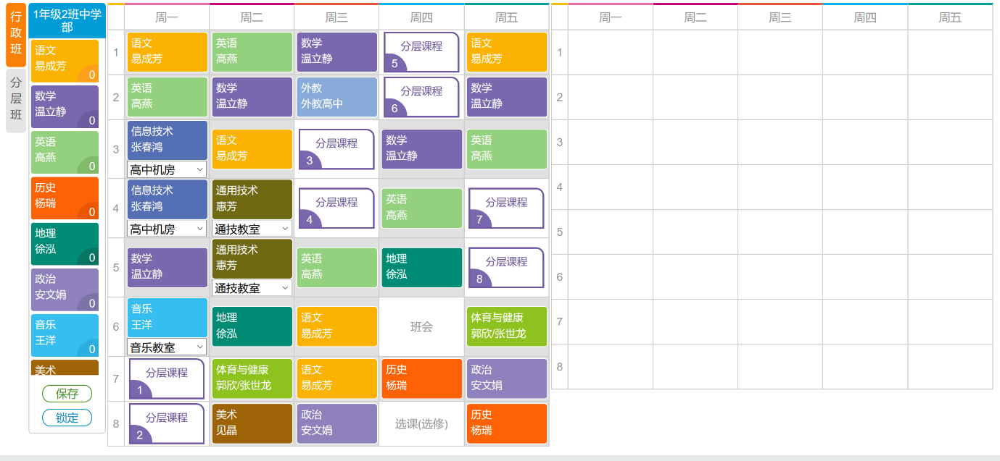 行
政
班
分
层
班
1年级2班中学
部
语文
易成芳
0
数学
温立静
0
英语
高燕
0
历史
杨瑞
0
地理
徐泓
0
政治
安文娟
0
音乐
王洋
0
美术
保存
锁定
周一
周二
周三
周四
周五
1
语文
易成芳
英语
高燕
数学
温立静
分层课程
5
语文
易成芳
2
英语
高燕
数学
温立静
外教
外教高中
分层课程
6
数学
温立静
3
信息技术
张春鸿
高中机房
语文
易成芳
分层课程
3
数学
温立静
英语
高燕
4
信息技术
张春鸿
高中机房
通用技术
惠芳
通技教室
分层课程
4
英语
高燕
分层课程
7
5
数学
温立静
通用技术
惠芳
通技教室
英语
高燕
地理
徐泓
分层课程
8
6
音乐
王洋
音乐教室
地理
徐泓
语文
易成芳
班会
体育与健康
郭欣/张世龙
7
分层课程
1
体育与健康
郭欣/张世龙
语文
易成芳
历史
杨瑞
政治
安文娟
8
分层课程
2
美术
见晶
政治
安文娟
选课(选修)
历史
杨瑞
周一
周二
周三
周四
周五
1
2
3
4
5
6
7
8